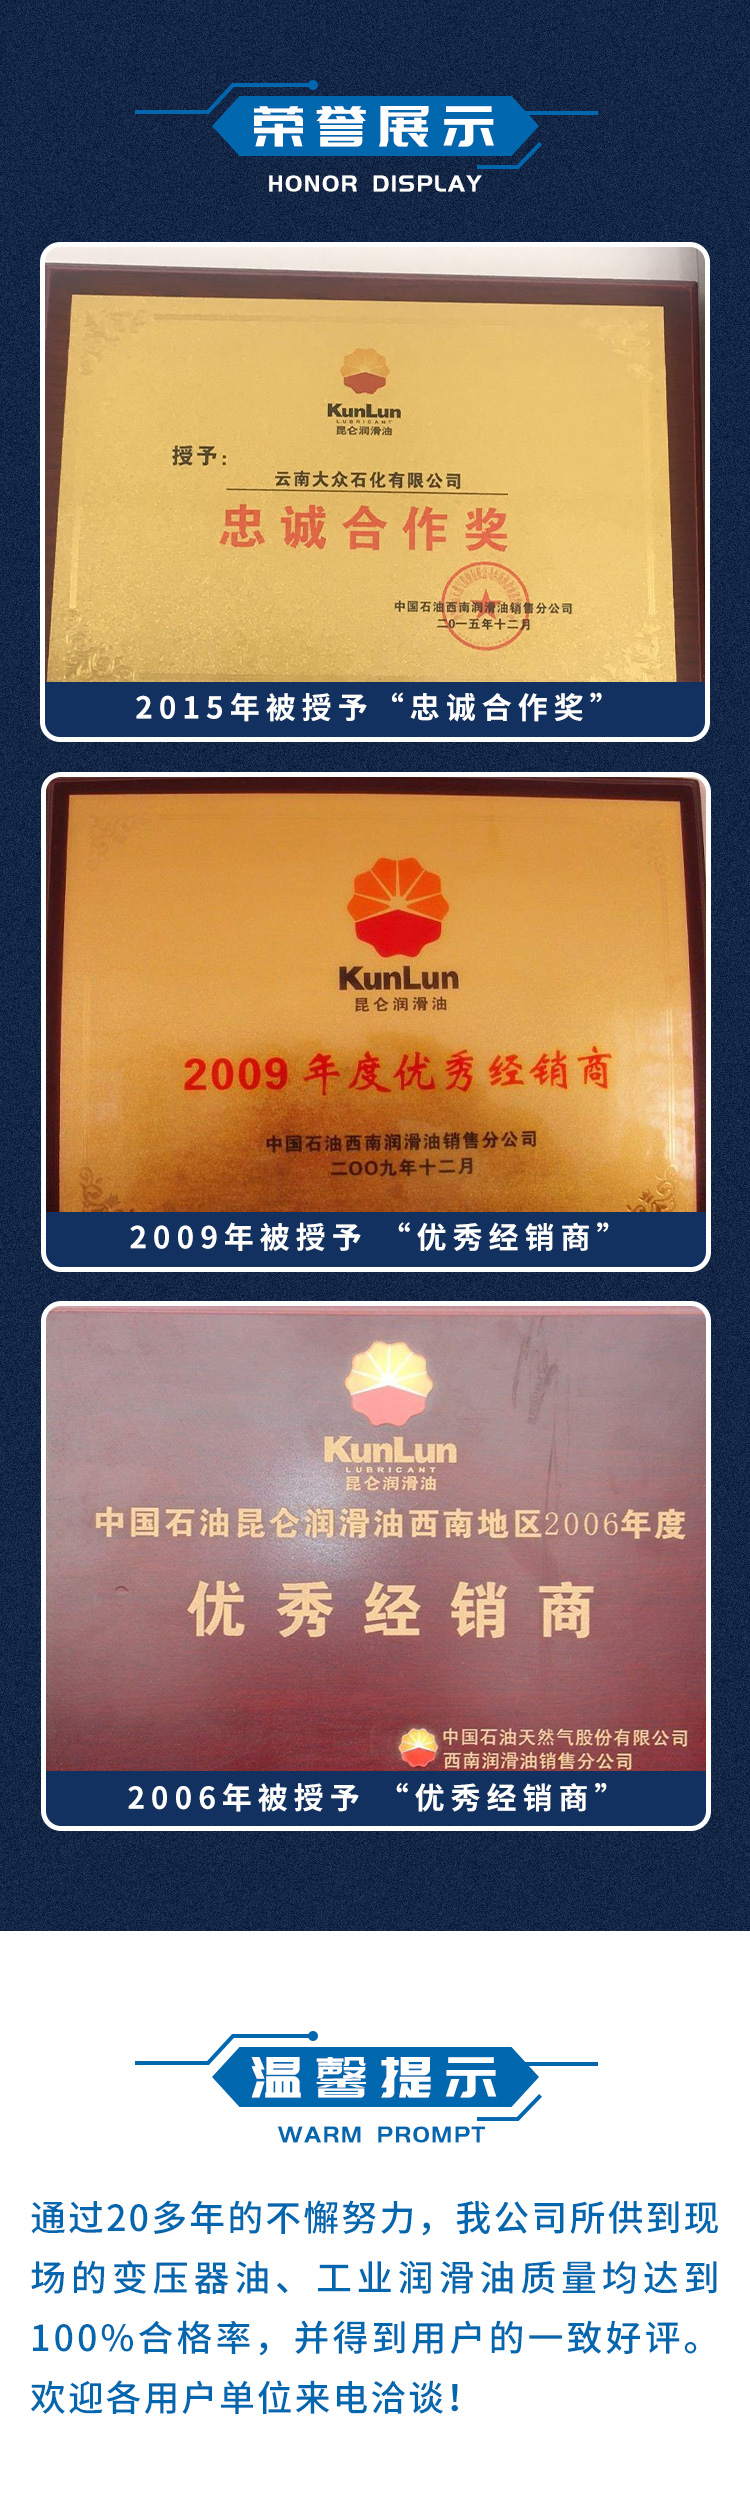 荣誉展示
HONOR DISPLAY
KunLun
LUBRICANT
昆仑润滑油
授予：
云南大众石化有限公司
忠诚合作奖
中国石油西南润滑油销售分公司
二0一五年十二月
2015年被授予“忠诚合作奖”
KunLun
昆仑润滑油
2009年度优秀经销商
中国石油西南润滑油销售分公司
二OO九年十二月
2009年被授予 “优秀经销商”
KunLun
LUBRICANT
昆仑润滑油
中国石油昆仑润滑油西南地区2006年度
优秀经销商
中国石油天然气股份有限公司
西南润滑油销售分公司
2006年被授予 “优秀经销商”
温馨提示
WARM PROMPT
通过20多年的不懈努力，我公司所供到现
场的变压器油、工业润滑油质量均达到
100%合格率，并得到用户的一致好评。
欢迎各用户单位来电洽谈！